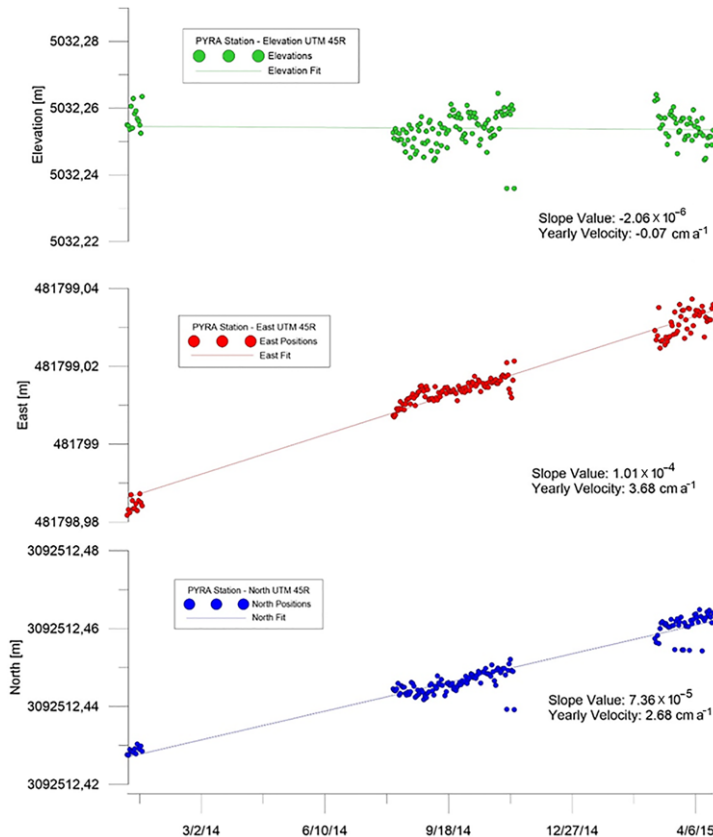 5032,28
5032,26
5032,24
5032,22
Elevation [m]
PYRA Station - Elevation UTM 45R
Elevations
Elevation Fit
Slope Value: -2.06 × 10⁻⁶
Yearly Velocity: -0.07 cm a⁻¹
481799,04
481799,02
481799
481798,98
East [m]
PYRA Station - East UTM 45R
East Positions
East Fit
Slope Value: 1.01 × 10⁻⁴
Yearly Velocity: 3.68 cm a⁻¹
3092512,48
3092512,46
3092512,44
3092512,42
North [m]
PYRA Station - North UTM 45R
North Positions
North Fit
Slope Value: 7.36 × 10⁻⁵
Yearly Velocity: 2.68 cm a⁻¹
3/2/14 6/10/14 9/18/14 12/27/14 4/6/15